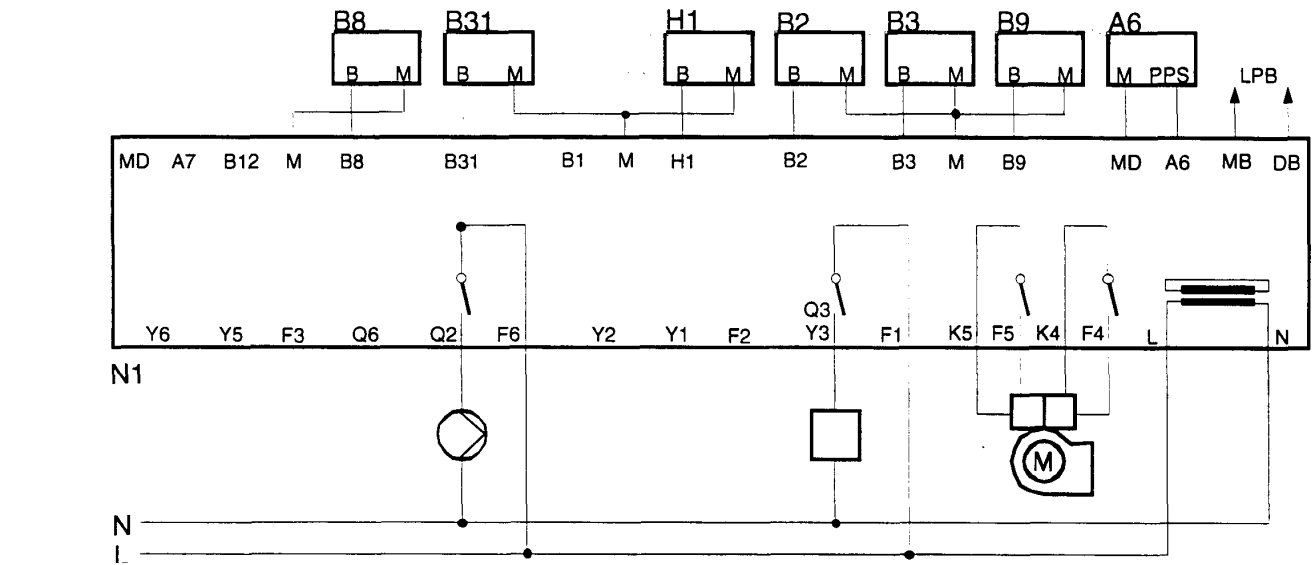 B8 B31 H1 B2 B3 B9 A6
B M B M B M B M B M B M M PPS LPB
MD A7 B12 M B8 B31 B1 M H1 B2 B3 M B9 MD A6 MB DB
Q3
Y6 Y5 F3 Q6 Q2 F6 Y2 Y1 F2 Y3 F1 K5 F5 K4 F4 L N
N1
M
N
L